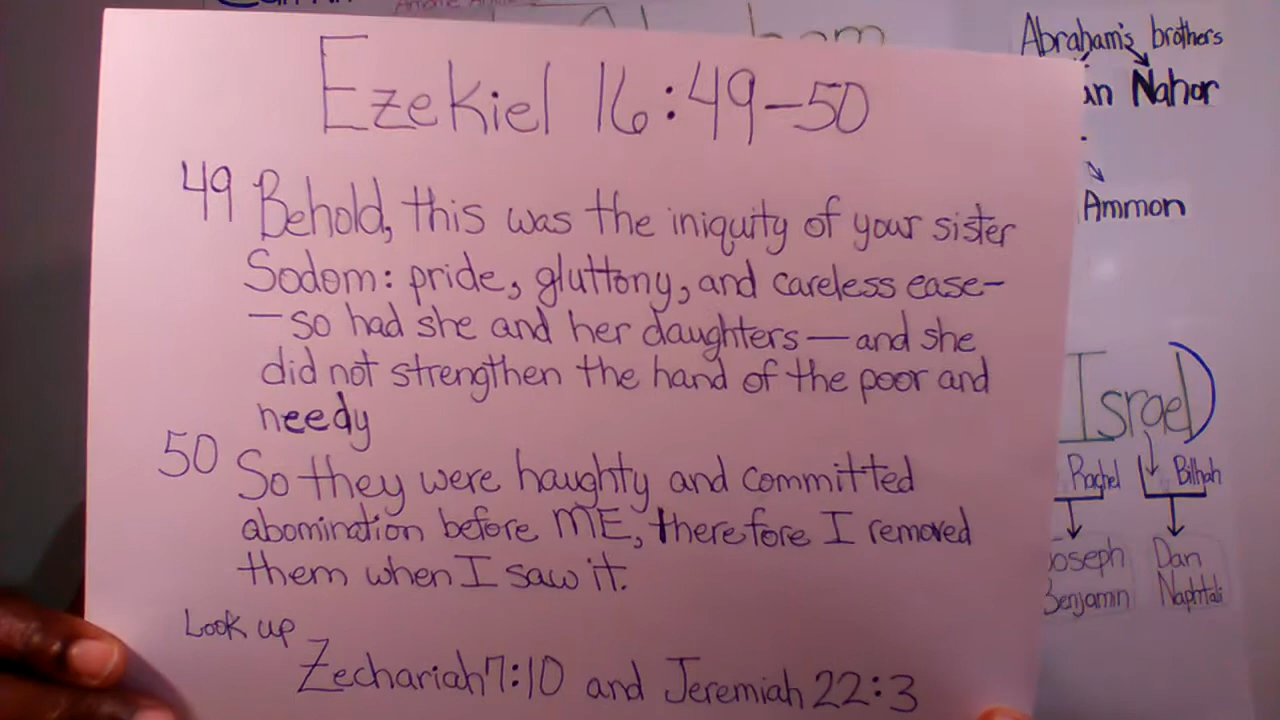 Ezekiel 16:49-50
49 Behold, this was the iniquity of your sister
Sodom: pride, gluttony, and careless ease-
-so had she and her daughters—and she
did not strengthen the hand of the poor and
needy
50 So they were haughty and committed
abomination before ME, therefore I removed
them when I saw it.
Look up
Zechariah 7:10 and Jeremiah 22:3
Abraham's brothers
Nahor
Ammon
Israel)
Rachel
Bilhah
Joseph
Benjamin
Dan
Naphtali